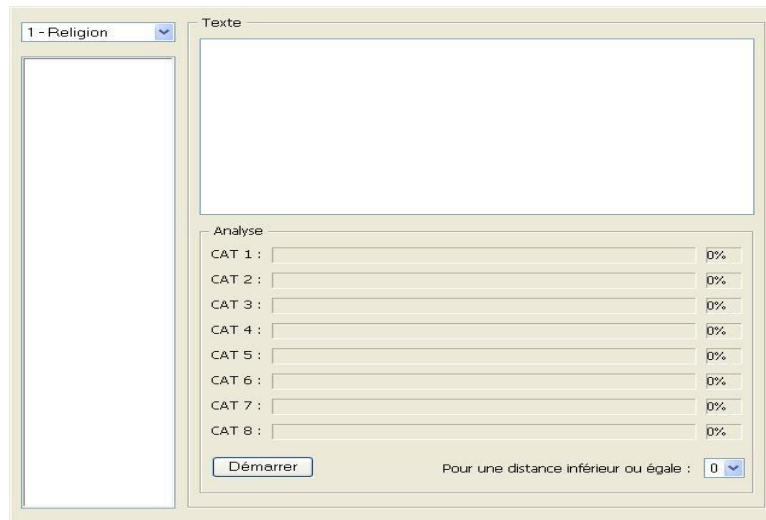 1 - Religion
Texte
Analyse
CAT 1 : 0%
CAT 2 : 0%
CAT 3 : 0%
CAT 4 : 0%
CAT 5 : 0%
CAT 6 : 0%
CAT 7 : 0%
CAT 8 : 0%
Démarrer Pour une distance inférieur ou égale : 0